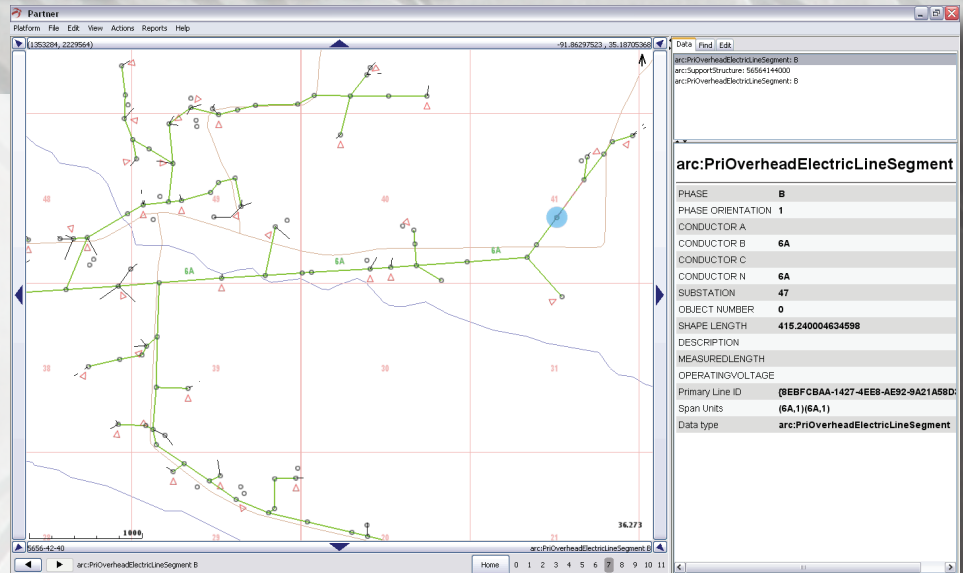 Partner
Platform File Edit View Actions Reports Help
(1353284, 2229564)
-91.86297523 , 35.18705368
Data Find Edit
arc:PriOverheadElectricLineSegment: B
arc:SupportStructure: 56564144000
arc:PriOverheadElectricLineSegment: B
arc:PriOverheadElectricLineSegment
PHASE B
PHASE ORIENTATION 1
CONDUCTOR A
CONDUCTOR B 6A
CONDUCTOR C
CONDUCTOR N 6A
SUBSTATION 47
OBJECT NUMBER 0
SHAPE LENGTH 415.240004634598
DESCRIPTION
MEASUREDLENGTH
OPERATINGVOLTAGE
Primary Line ID {8EBFCBAA-1427-4EE8-AE92-9A21A58D
Span Units (6A,1)(6A,1)
Data type arc:PriOverheadElectricLineSegment
40 41
6A 6A 6A
39 31 31
1000
36.273
5656-42-40
arc:PriOverheadElectricLineSegment B
arc:PriOverheadElectricLineSegment B
Home 0 1 2 3 4 5 6 7 8 9 10 11